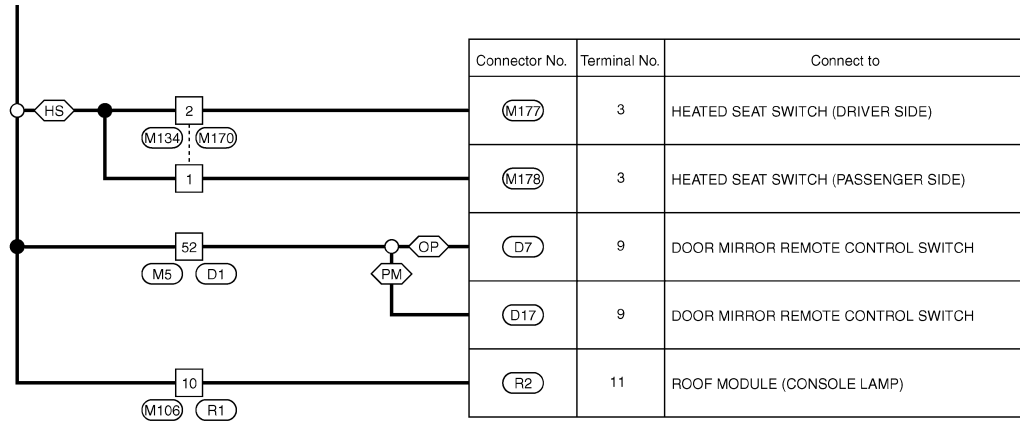 Connector No. Terminal No. Connect to
HS 2 M177 3 HEATED SEAT SWITCH (DRIVER SIDE)
M134 M170
1 M178 3 HEATED SEAT SWITCH (PASSENGER SIDE)
52 OP D7 9 DOOR MIRROR REMOTE CONTROL SWITCH
M5 D1 PM
D17 9 DOOR MIRROR REMOTE CONTROL SWITCH
10 R2 11 ROOF MODULE (CONSOLE LAMP)
M106 R1